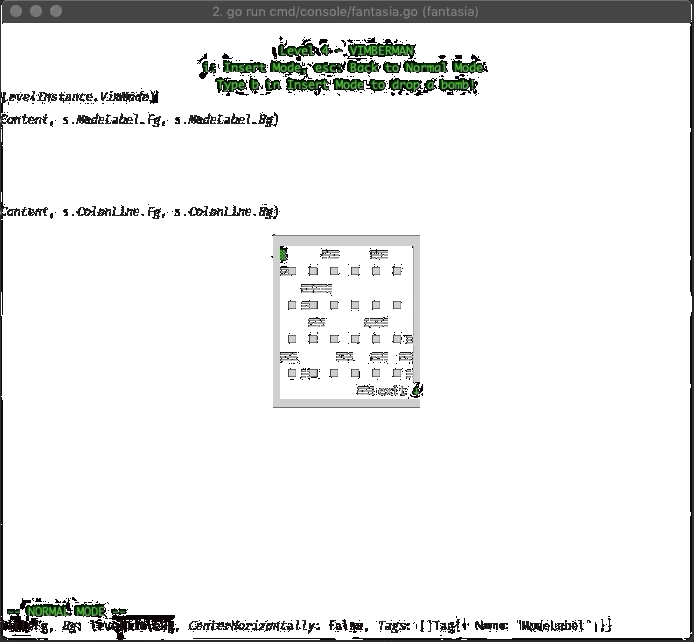 2. go run cmd/console/fantasia.go (fantasia)
Level 4 - VIMBERMAN
i: Insert Mode, esc: Back to Normal Mode
Type b in Insert Mode to drop a bomb!
LevelInstance.VimMode)
Content, s.ModeLabel.Fg, s.ModeLabel.Bg)
Content, s.ColonLine.Fg, s.ColonLine.Bg)
exit
-- NORMAL MODE --
Fg, Bg: CenterHorizontally: false, Tags: []Tag{{ Name: "ModeLabel" }}}